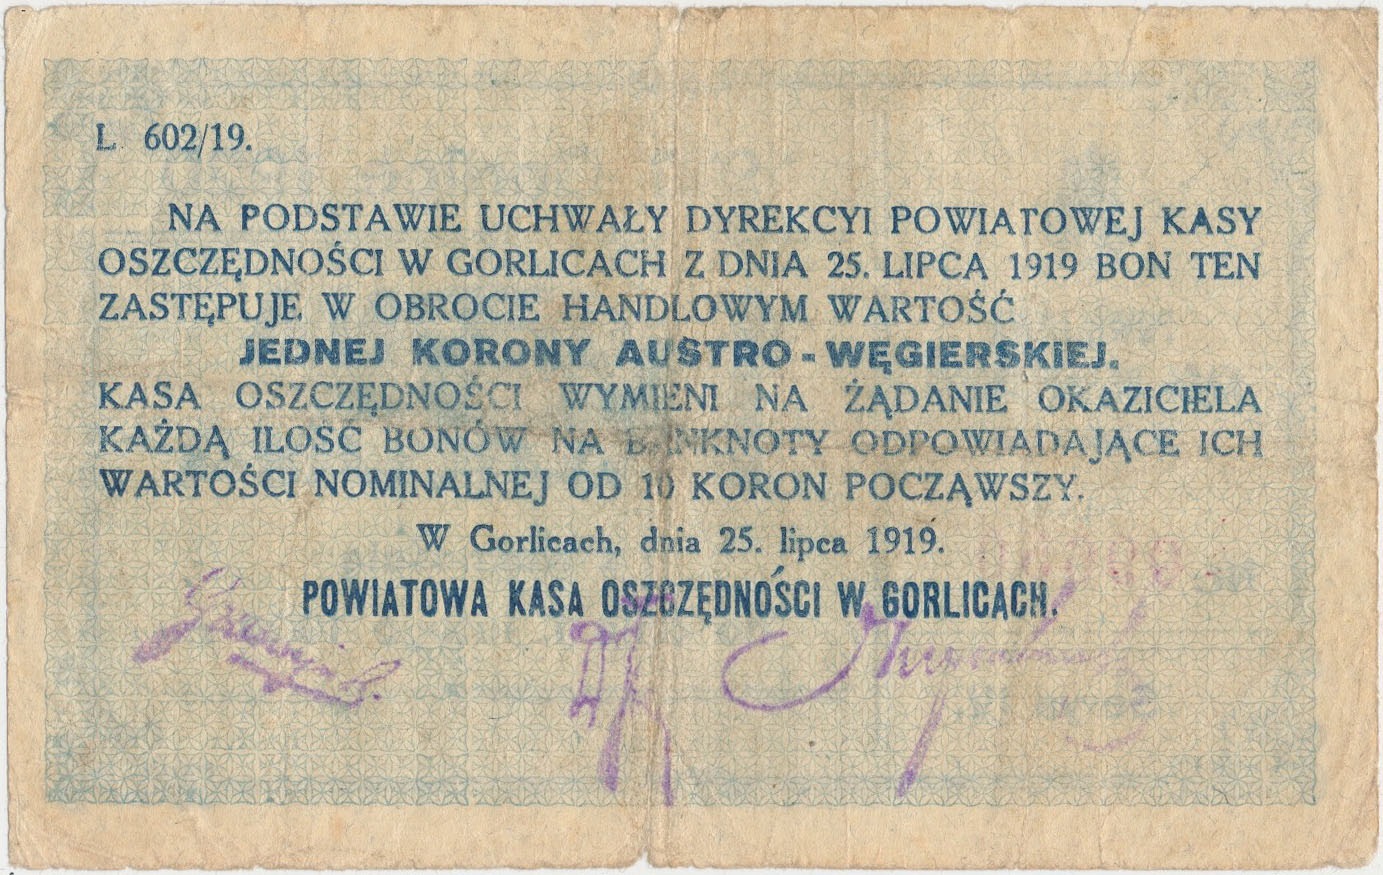 L. 602/19.
NA PODSTAWIE UCHWAŁY DYREKCYI POWIATOWEJ KASY
OSZCZĘDNOŚCI W GORLICACH Z DNIA 25. LIPCA 1919 BON TEN
ZASTĘPUJE W OBROCIE HANDLOWYM WARTOŚĆ
JEDNEJ KORONY AUSTRO-WĘGIERSKIEJ.
KASA OSZCZĘDNOŚCI WYMIENI NA ŻĄDANIE OKAZICIELA
KAŻDĄ ILOŚĆ BONÓW NA BANKNOTY ODPOWIADAJĄCE ICH
WARTOŚCI NOMINALNEJ OD 10 KORON POCZĄWSZY.
W Gorlicach, dnia 25. lipca 1919.
POWIATOWA KASA OSZCZĘDNOŚCI W GORLICACH.